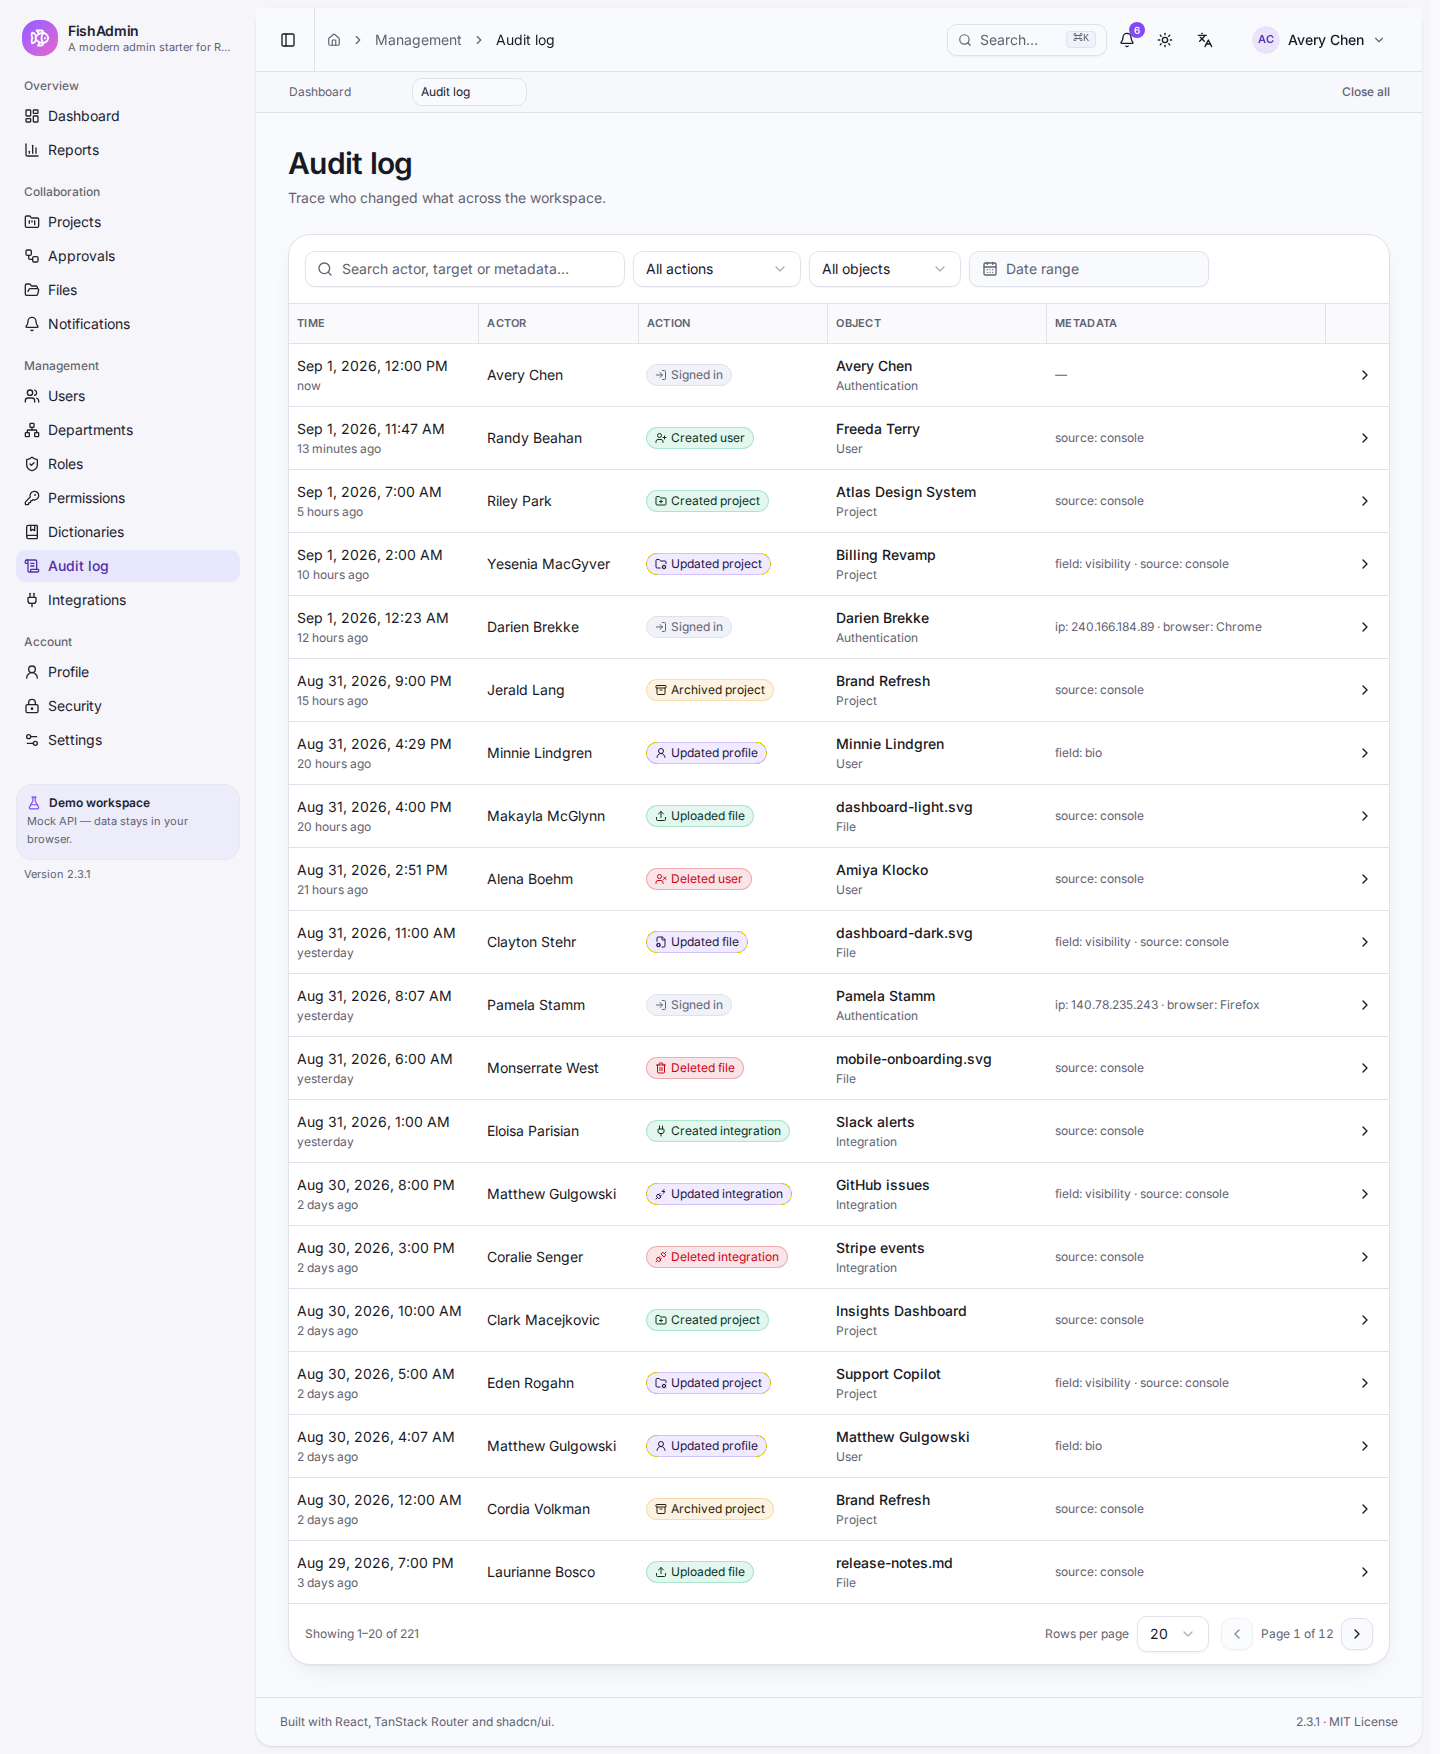 FishAdmin
A modern admin starter for R...
Overview
Dashboard
Reports
Collaboration
Projects
Approvals
Files
Notifications
Management
Users
Departments
Roles
Permissions
Dictionaries
Audit log
Integrations
Account
Profile
Security
Settings
Demo workspace
Mock API — data stays in your
browser.
Version 2.3.1
Management
Audit log
Search...
⌘K
6
AC
Avery Chen
Dashboard
Audit log
Close all
Audit log
Trace who changed what across the workspace.
Search actor, target or metadata...
All actions
All objects
Date range
TIME ACTOR ACTION OBJECT METADATA
Sep 1, 2026, 12:00 PM
now
Avery Chen
Signed in
Avery Chen
Authentication
—
Sep 1, 2026, 11:47 AM
13 minutes ago
Randy Beahan
Created user
Freeda Terry
User
source: console
Sep 1, 2026, 7:00 AM
5 hours ago
Riley Park
Created project
Atlas Design System
Project
source: console
Sep 1, 2026, 2:00 AM
10 hours ago
Yesenia MacGyver
Updated project
Billing Revamp
Project
field: visibility · source: console
Sep 1, 2026, 12:23 AM
12 hours ago
Darien Brekke
Signed in
Darien Brekke
Authentication
ip: 240.166.184.89 · browser: Chrome
Aug 31, 2026, 9:00 PM
15 hours ago
Jerald Lang
Archived project
Brand Refresh
Project
source: console
Aug 31, 2026, 4:29 PM
20 hours ago
Minnie Lindgren
Updated profile
Minnie Lindgren
User
field: bio
Aug 31, 2026, 4:00 PM
20 hours ago
Makayla McGlynn
Uploaded file
dashboard-light.svg
File
source: console
Aug 31, 2026, 2:51 PM
21 hours ago
Alena Boehm
Deleted user
Amiya Klocko
User
source: console
Aug 31, 2026, 11:00 AM
yesterday
Clayton Stehr
Updated file
dashboard-dark.svg
File
field: visibility · source: console
Aug 31, 2026, 8:07 AM
yesterday
Pamela Stamm
Signed in
Pamela Stamm
Authentication
ip: 140.78.235.243 · browser: Firefox
Aug 31, 2026, 6:00 AM
yesterday
Monserrate West
Deleted file
mobile-onboarding.svg
File
source: console
Aug 31, 2026, 1:00 AM
yesterday
Eloisa Parisian
Created integration
Slack alerts
Integration
source: console
Aug 30, 2026, 8:00 PM
2 days ago
Matthew Gulgowski
Updated integration
GitHub issues
Integration
field: visibility · source: console
Aug 30, 2026, 3:00 PM
2 days ago
Coralie Senger
Deleted integration
Stripe events
Integration
source: console
Aug 30, 2026, 10:00 AM
2 days ago
Clark Macejkovic
Created project
Insights Dashboard
Project
source: console
Aug 30, 2026, 5:00 AM
2 days ago
Eden Rogahn
Updated project
Support Copilot
Project
field: visibility · source: console
Aug 30, 2026, 4:07 AM
2 days ago
Matthew Gulgowski
Updated profile
Matthew Gulgowski
User
field: bio
Aug 30, 2026, 12:00 AM
2 days ago
Cordia Volkman
Archived project
Brand Refresh
Project
source: console
Aug 29, 2026, 7:00 PM
3 days ago
Laurianne Bosco
Uploaded file
release-notes.md
File
source: console
Showing 1–20 of 221
Rows per page
20
Page 1 of 12
Built with React, TanStack Router and shadcn/ui.
2.3.1 · MIT License